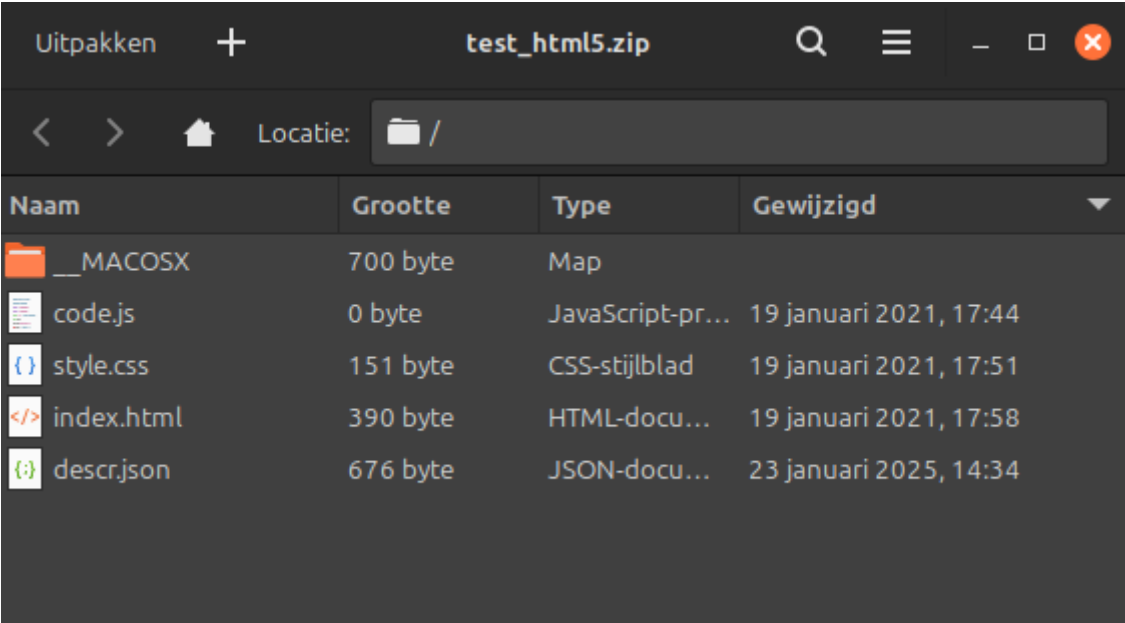 Uitpakken + test_html5.zip
Locatie: /
Naam Grootte Type Gewijzigd
__MACOSX 700 byte Map
code.js 0 byte JavaScript-pr... 19 januari 2021, 17:44
style.css 151 byte CSS-stijlblad 19 januari 2021, 17:51
index.html 390 byte HTML-docu... 19 januari 2021, 17:58
descr.json 676 byte JSON-docu... 23 januari 2025, 14:34